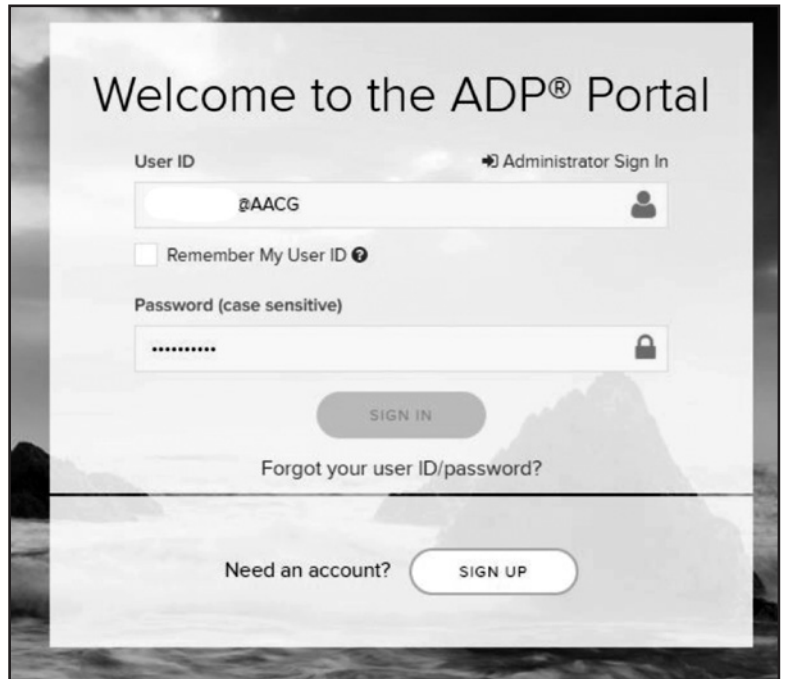 Welcome to the ADP® Portal
User ID
Administrator Sign In
@AACG
Remember My User ID
Password (case sensitive)
SIGN IN
Forgot your user ID/password?
Need an account?
SIGN UP